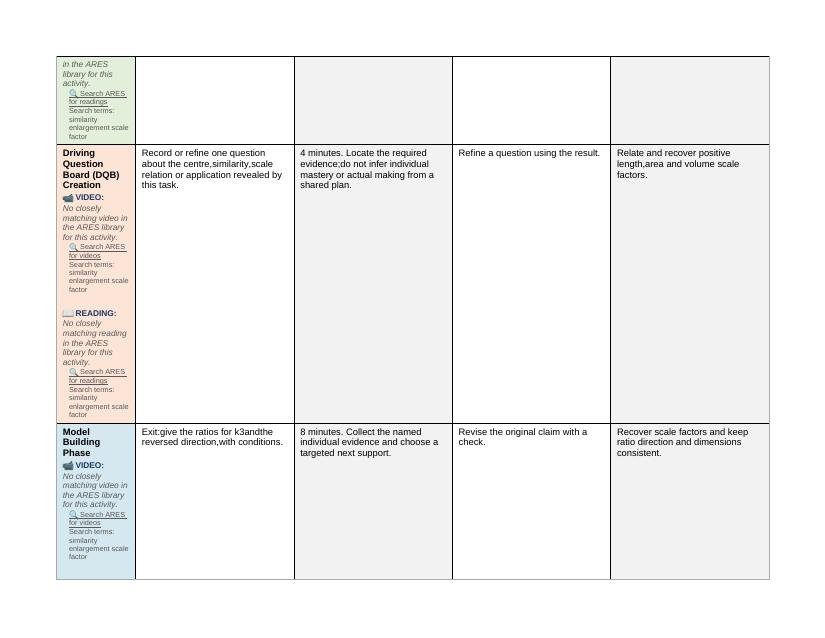 in the ARES
library for this
activity.
🔍 Search ARES
for readings
Search terms:
similarity
enlargement scale
factor
Driving
Question
Board (DQB)
Creation
📹 VIDEO:
No closely
matching video in
the ARES library
for this activity.
🔍 Search ARES
for videos
Search terms:
similarity
enlargement scale
factor
📖 READING:
No closely
matching reading
in the ARES
library for this
activity.
🔍 Search ARES
for readings
Search terms:
similarity
enlargement scale
factor
Record or refine one question
about the centre,similarity,scale
relation or application revealed by
this task.
4 minutes. Locate the required
evidence;do not infer individual
mastery or actual making from a
shared plan.
Refine a question using the result.
Relate and recover positive
length,area and volume scale
factors.
Model
Building
Phase
📹 VIDEO:
No closely
matching video in
the ARES library
for this activity.
🔍 Search ARES
for videos
Search terms:
similarity
enlargement scale
factor
Exit:give the ratios for k3andthe
reversed direction,with conditions.
8 minutes. Collect the named
individual evidence and choose a
targeted next support.
Revise the original claim with a
check.
Recover scale factors and keep
ratio direction and dimensions
consistent.